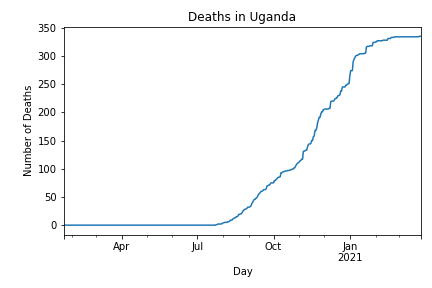 Deaths in Uganda
350
300
250
200
150
100
50
0
Number of Deaths
Apr
Jul
Oct
Jan
2021
Day